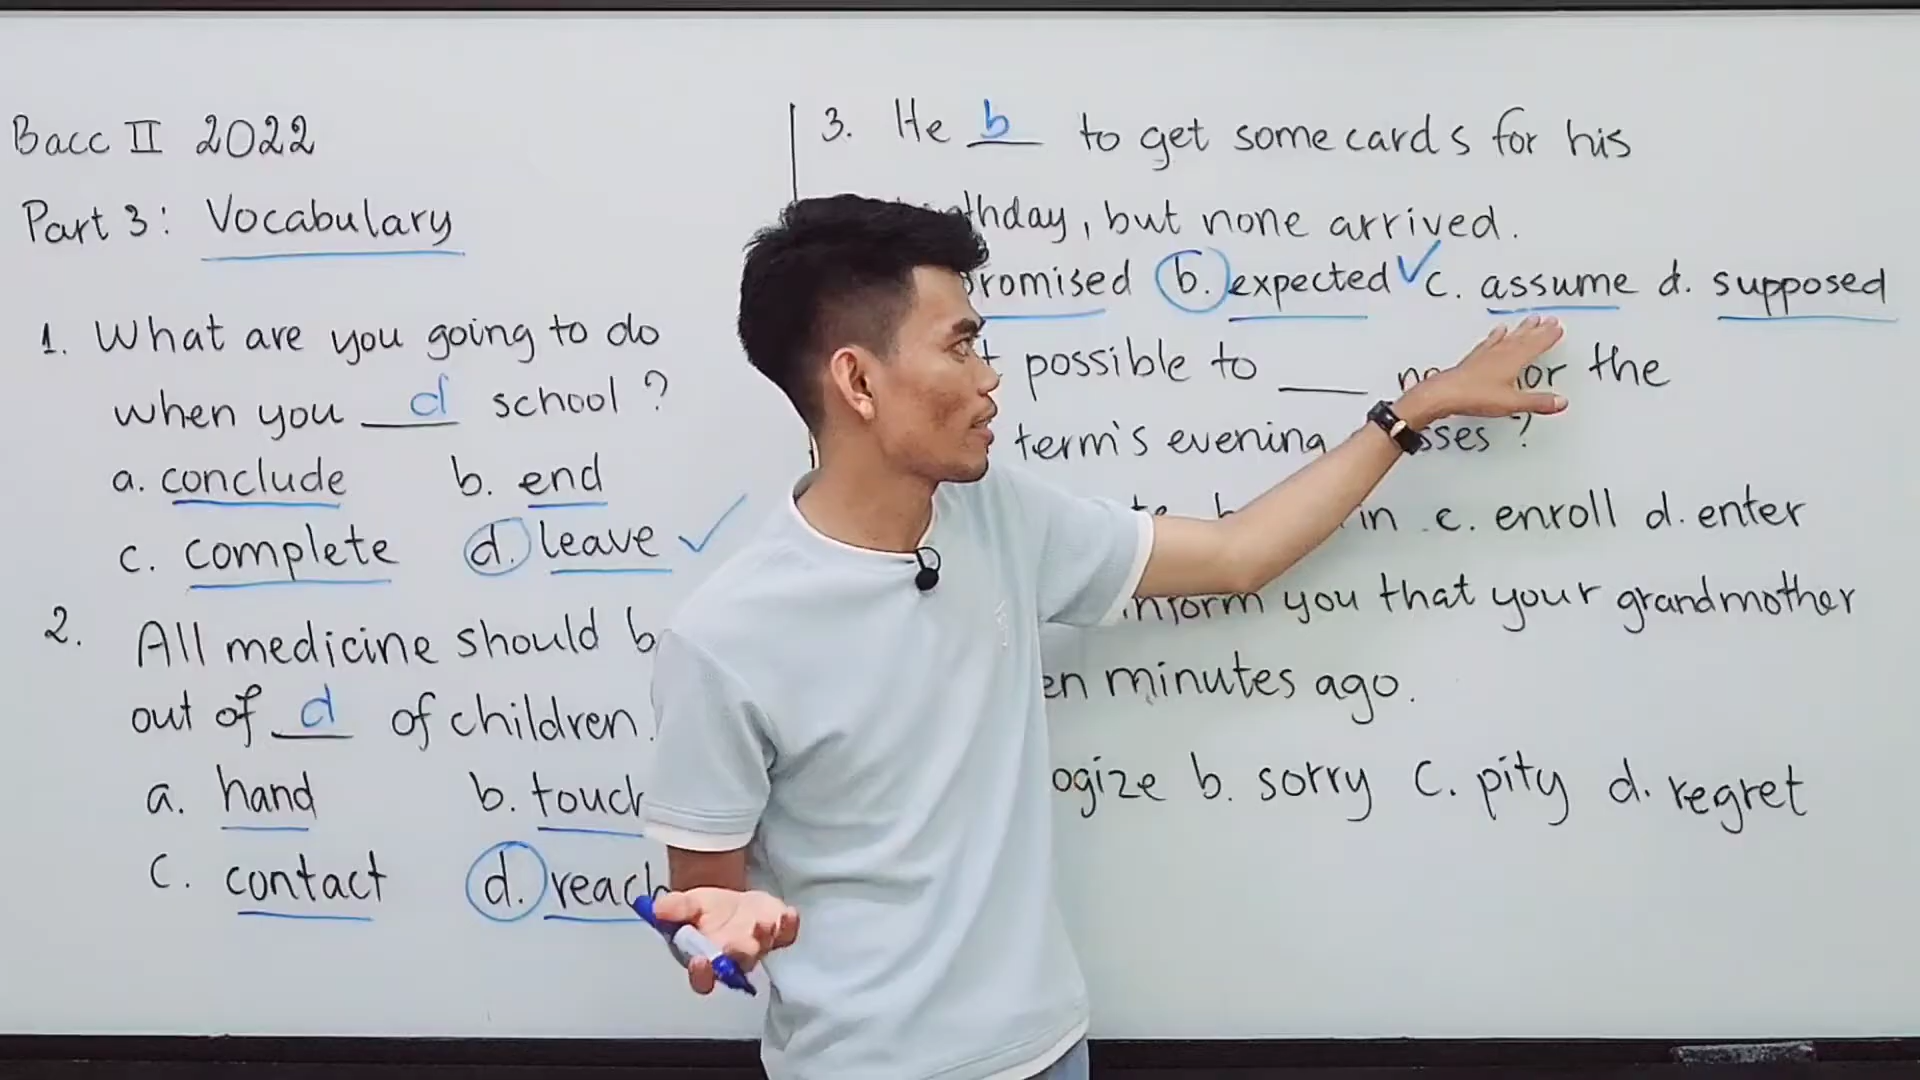 Bacc II 2022
Part 3: Vocabulary
1. What are you going to do
when you d school?
a. conclude b. end
c. complete d. leave ✓
2. All medicine should
out of d of children.
a. hand b. touch
c. contact d. reach
3. He b to get some cards for his
but none arrived.
b. expected ✓ c. assume d. supposed
possible to ___ the
term's evening
in c. enroll d. enter
inform you that your grandmother
minutes ago.
b. sorry c. pity d. regret